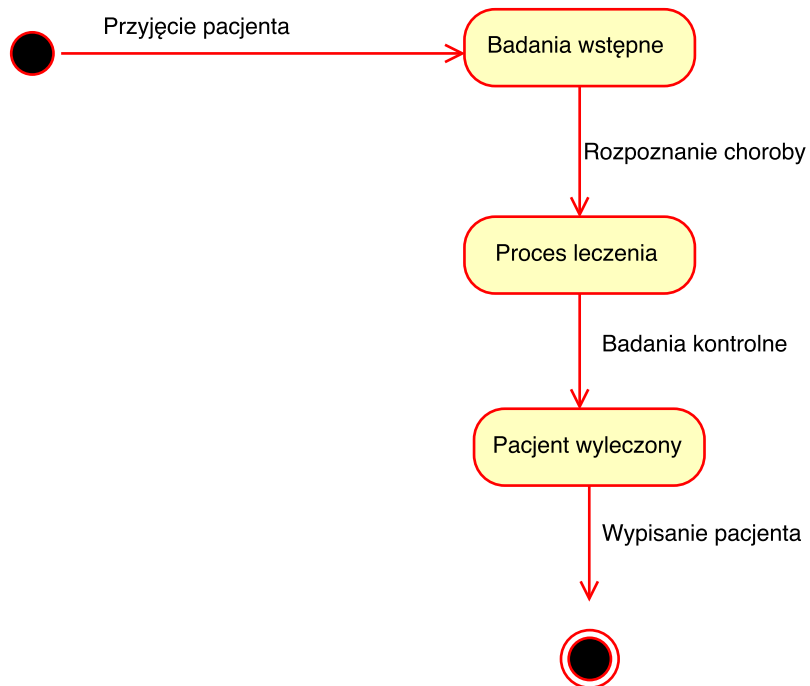 Przyjęcie pacjenta
Badania wstępne
Rozpoznanie choroby
Proces leczenia
Badania kontrolne
Pacjent wyleczony
Wypisanie pacjenta